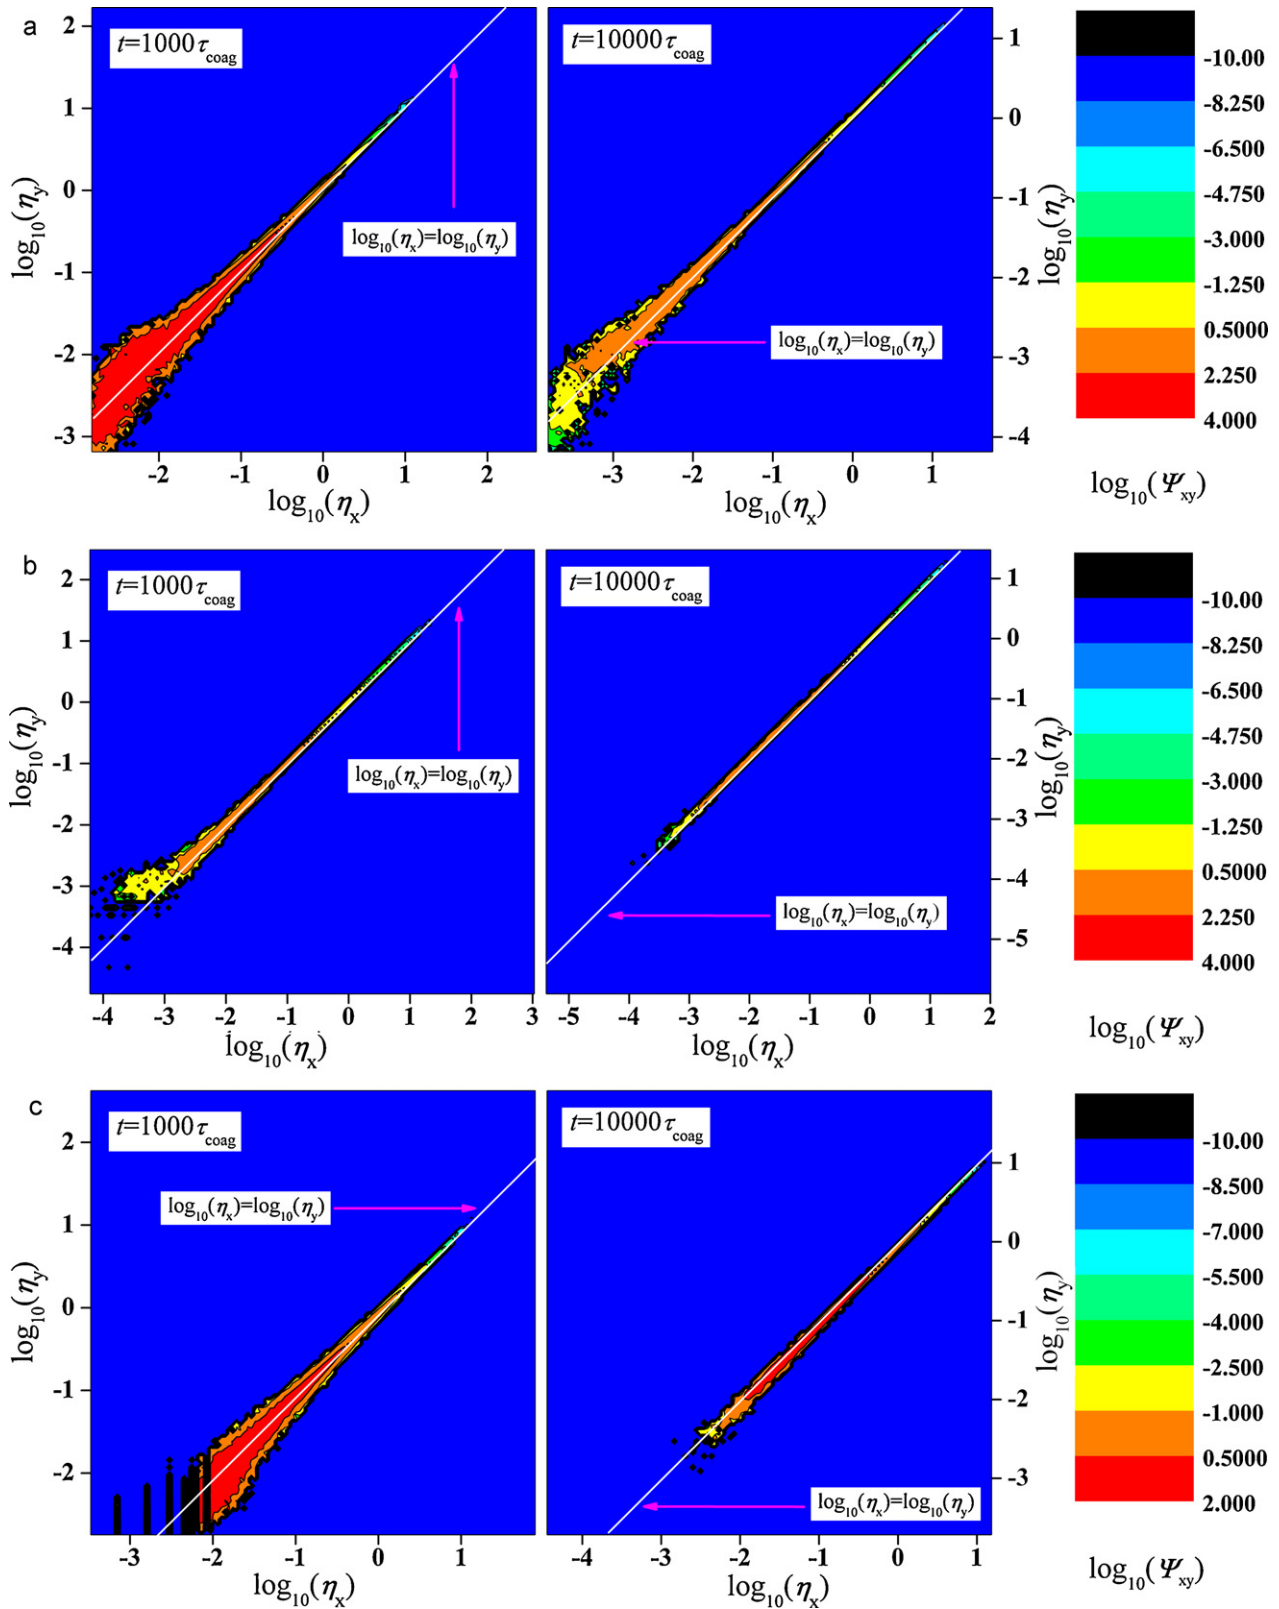 a
t=1000τcoag
log10(ηx)=log10(ηy)
log10(ηy)
2
1
0
-1
-2
-3
-2 -1 0 1 2
log10(ηx)
t=10000τcoag
log10(ηx)=log10(ηy)
1
0
-1
-2
-3
-4
log10(ηy)
-3 -2 -1 0 1
log10(ηx)
-10.00
-8.250
-6.500
-4.750
-3.000
-1.250
0.5000
2.250
4.000
log10(Ψxy)
b
t=1000τcoag
log10(ηx)=log10(ηy)
log10(ηy)
2
1
0
-1
-2
-3
-4
-4 -3 -2 -1 0 1 2 3
log10(ηx)
t=10000τcoag
log10(ηx)=log10(ηy)
1
0
-1
-2
-3
-4
-5
log10(ηy)
-5 -4 -3 -2 -1 0 1 2
log10(ηx)
-10.00
-8.250
-6.500
-4.750
-3.000
-1.250
0.5000
2.250
4.000
log10(Ψxy)
c
t=1000τcoag
log10(ηx)=log10(ηy)
log10(ηy)
2
1
0
-1
-2
-3 -2 -1 0 1
log10(ηx)
t=10000τcoag
log10(ηx)=log10(ηy)
1
0
-1
-2
-3
log10(ηy)
-4 -3 -2 -1 0 1
log10(ηx)
-10.00
-8.500
-7.000
-5.500
-4.000
-2.500
-1.000
0.5000
2.000
log10(Ψxy)